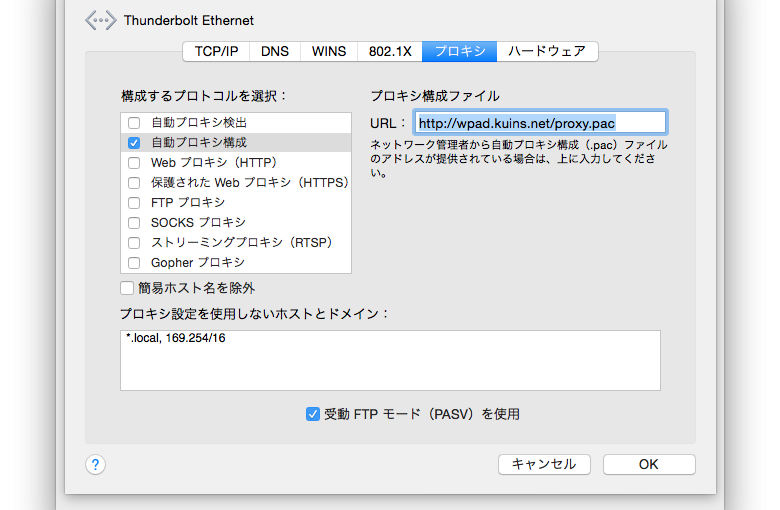 Thunderbolt Ethernet
TCP/IP DNS WINS 802.1X プロキシ ハードウェア
構成するプロトコルを選択：
自動プロキシ検出
自動プロキシ構成
Web プロキシ（HTTP）
保護された Web プロキシ（HTTPS）
FTP プロキシ
SOCKS プロキシ
ストリーミングプロキシ（RTSP）
Gopher プロキシ
プロキシ構成ファイル
URL： http://wpad.kuins.net/proxy.pac
ネットワーク管理者から自動プロキシ構成（.pac）ファイル
のアドレスが提供されている場合は、上に入力してくださ
い。
簡易ホスト名を除外
プロキシ設定を使用しないホストとドメイン：
*.local, 169.254/16
受動 FTP モード（PASV）を使用
? キャンセル OK